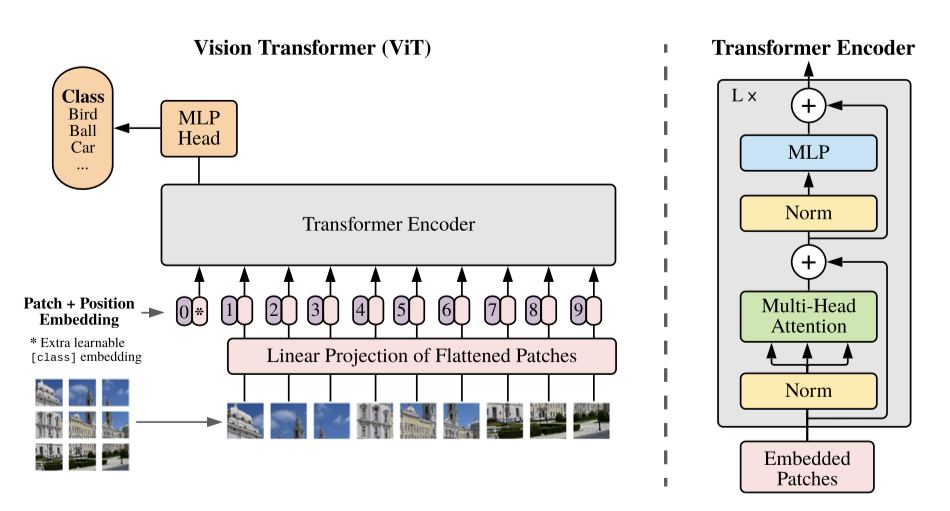 Vision Transformer (ViT)
Class
Bird
Ball
Car
...
MLP
Head
Transformer Encoder
Patch + Position
Embedding
* Extra learnable
[class] embedding
0 * 1 2 3 4 5 6 7 8 9
Linear Projection of Flattened Patches
Transformer Encoder
L ×
+
MLP
Norm
+
Multi-Head
Attention
Norm
Embedded
Patches